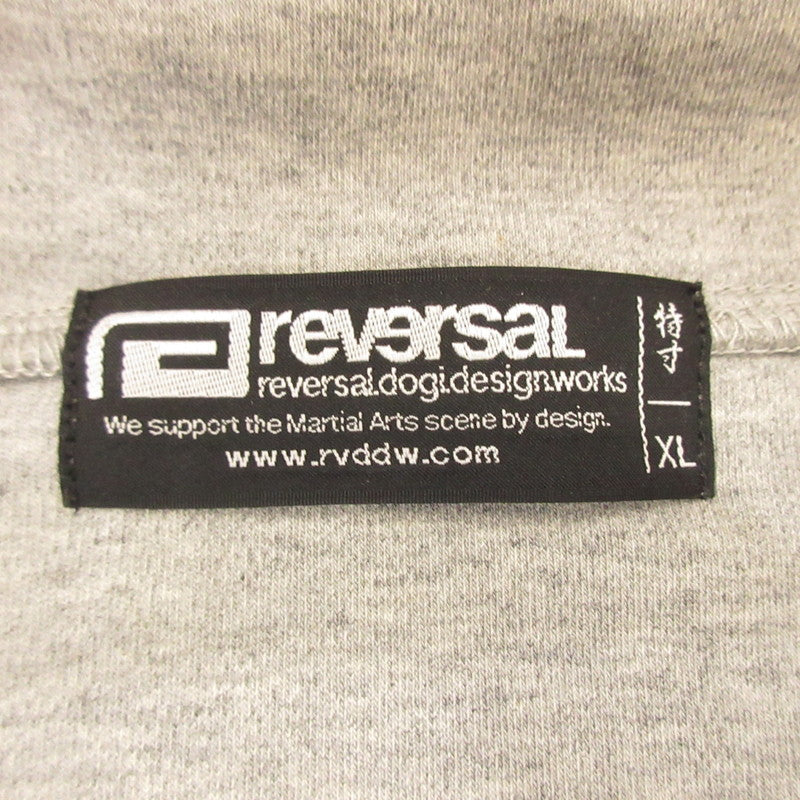 reversal
reversal.dogi.design.works
We support the Martial Arts scene by design.
www.rvddw.com
特寸
XL